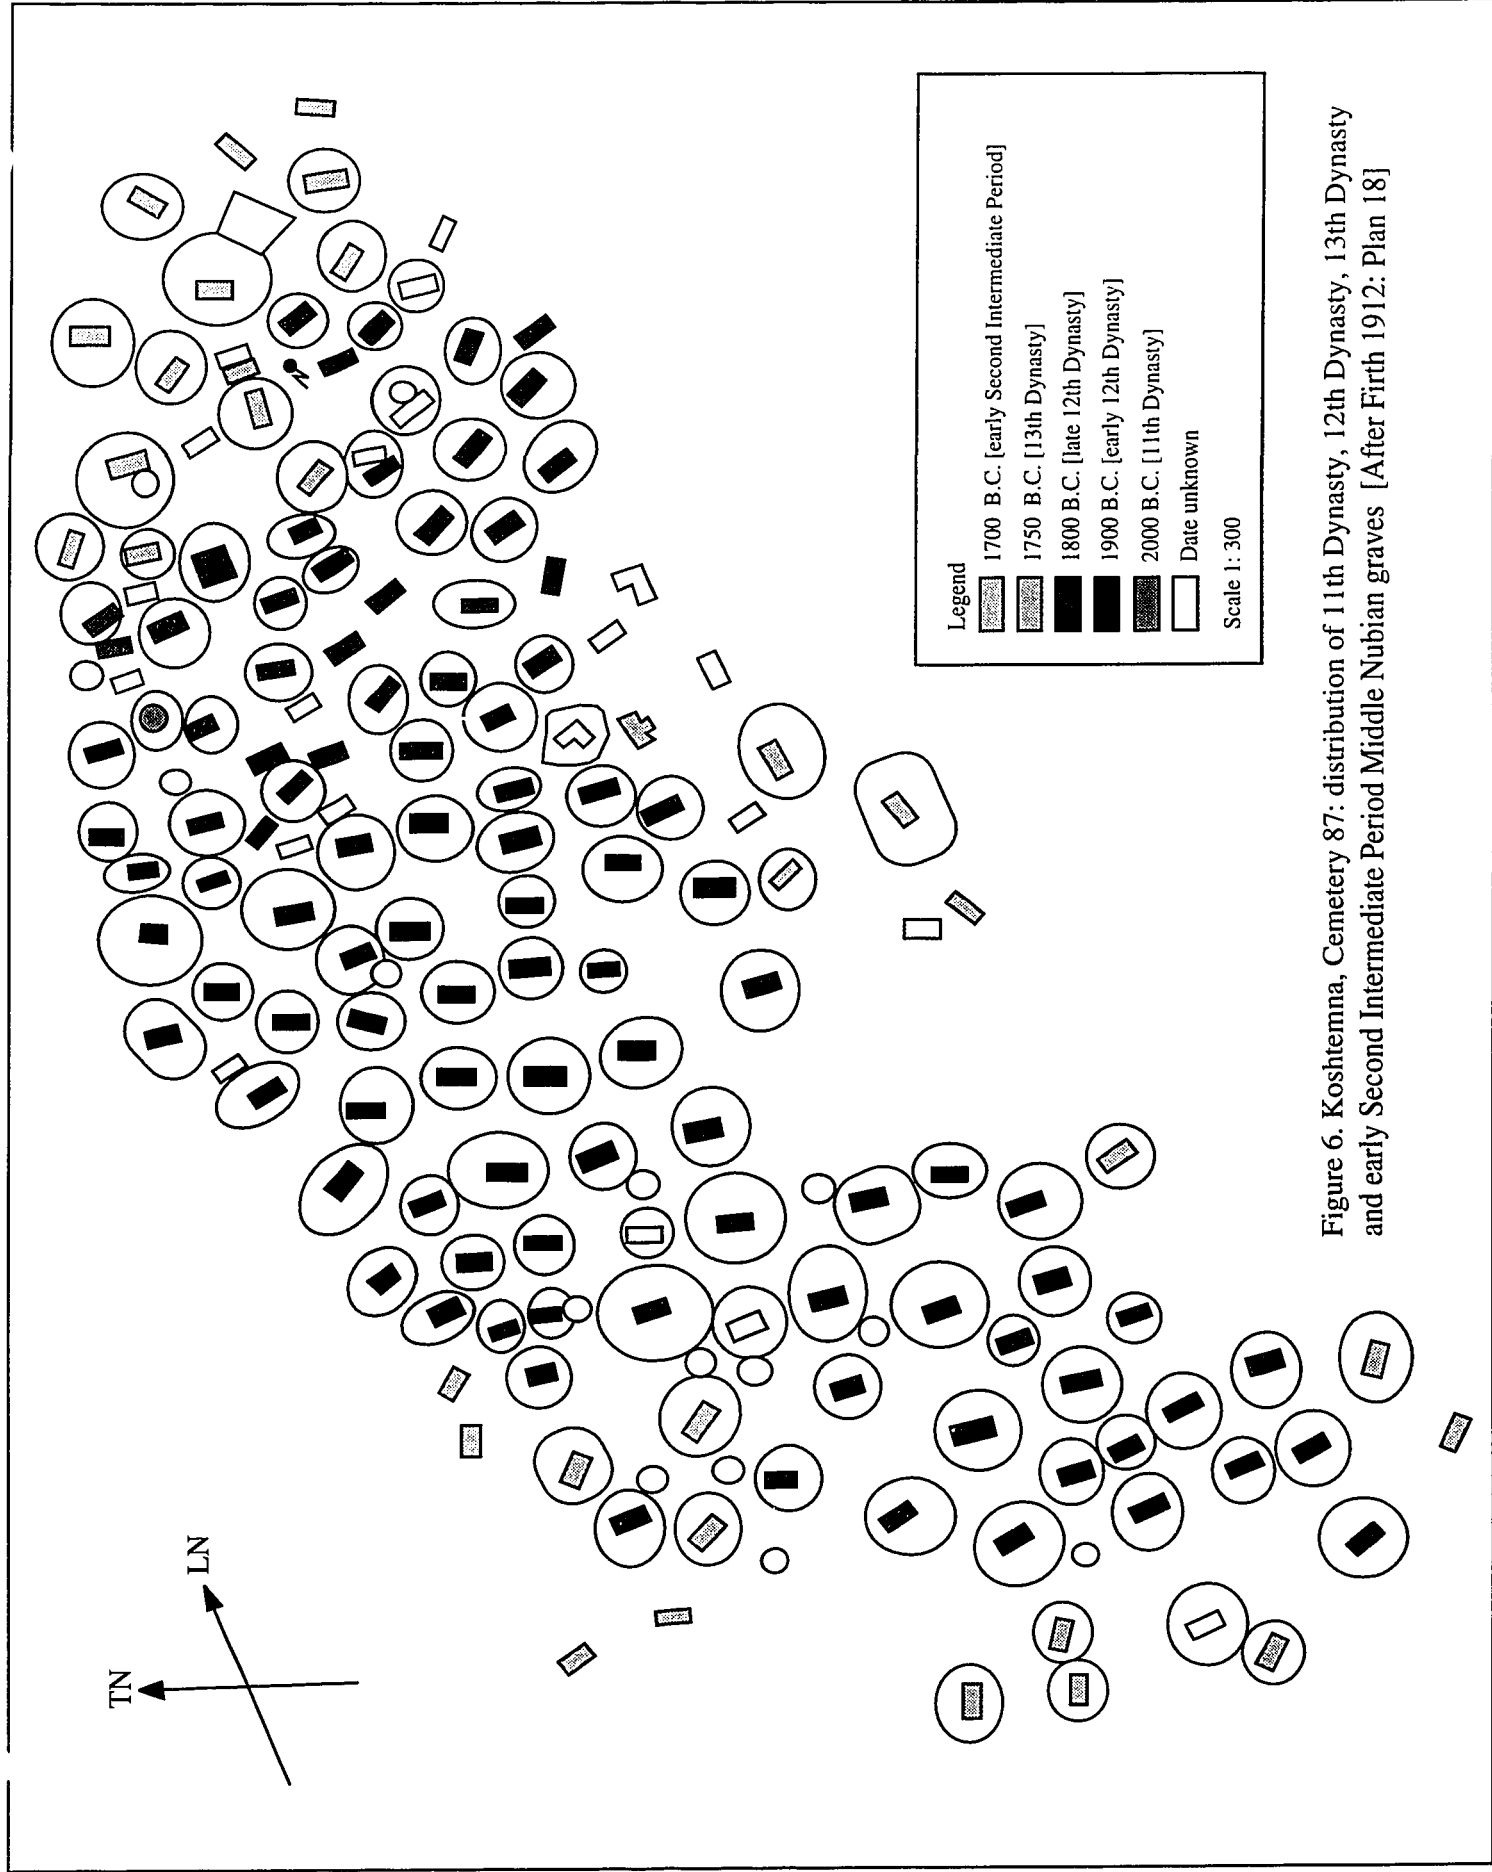 TN
LN
Legend
1700 B.C. [early Second Intermediate Period]
1750 B.C. [13th Dynasty]
1800 B.C. [late 12th Dynasty]
1900 B.C. [early 12th Dynasty]
2000 B.C. [11th Dynasty]
Date unknown
Scale 1: 300
Figure 6. Koshtemna, Cemetery 87: distribution of 11th Dynasty, 12th Dynasty, 13th Dynasty
and early Second Intermediate Period Middle Nubian graves [After Firth 1912: Plan 18]